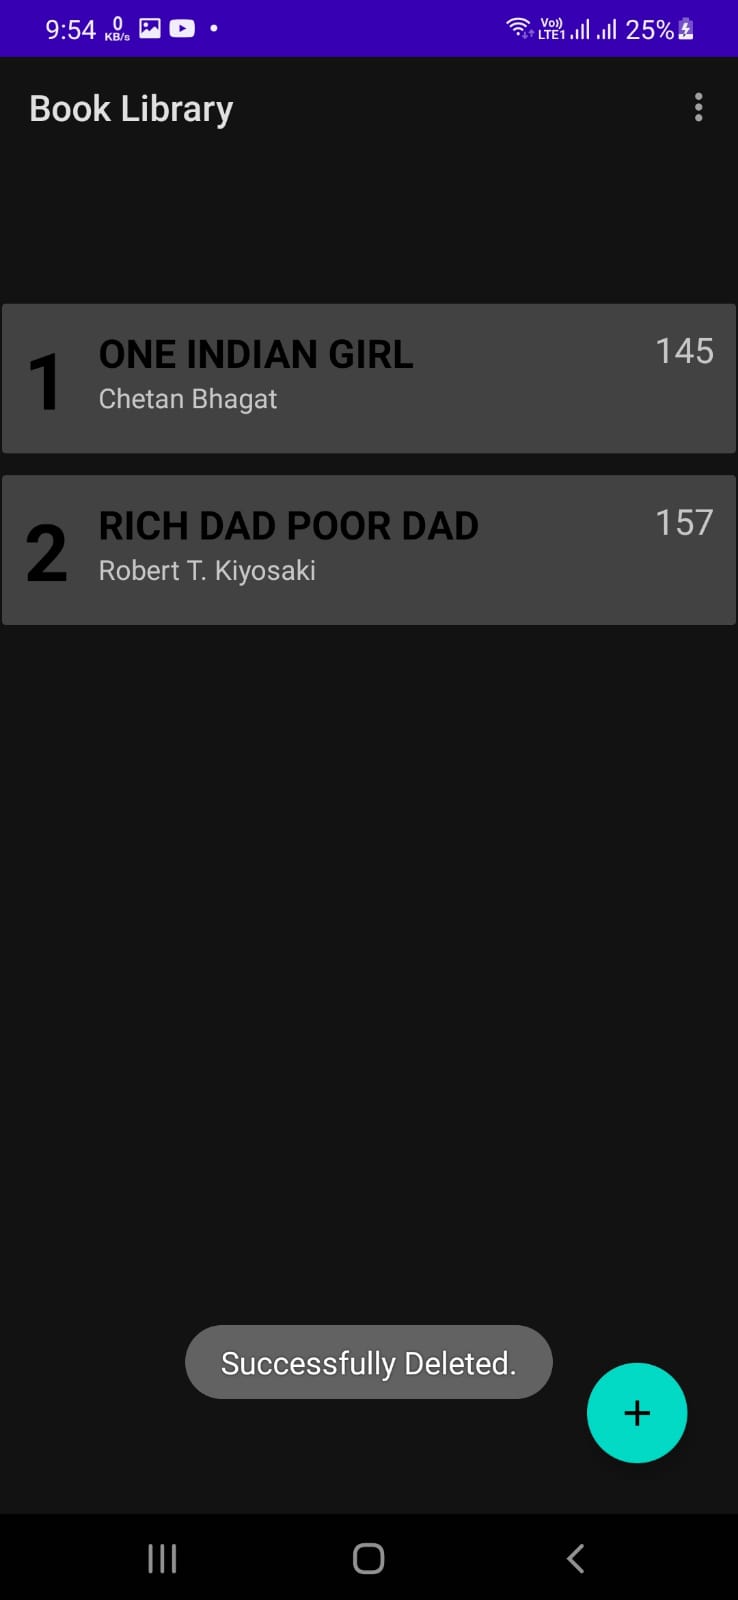 9:54 0 KB/s Vo)) LTE1 25%
Book Library
1 ONE INDIAN GIRL 145
Chetan Bhagat
2 RICH DAD POOR DAD 157
Robert T. Kiyosaki
Successfully Deleted.
+